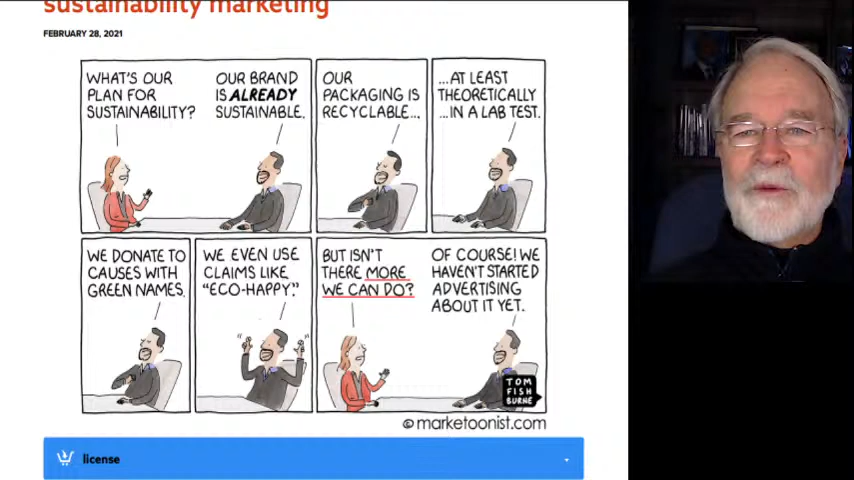 sustainability marketing
FEBRUARY 28, 2021
WHAT'S OUR
PLAN FOR
SUSTAINABILITY?
OUR BRAND
IS ALREADY
SUSTAINABLE.
OUR
PACKAGING IS
RECYCLABLE...
...AT LEAST
THEORETICALLY
...IN A LAB TEST.
WE DONATE TO
CAUSES WITH
GREEN NAMES.
WE EVEN USE
CLAIMS LIKE
"ECO-HAPPY."
BUT ISN'T
THERE MORE
WE CAN DO?
OF COURSE! WE
HAVEN'T STARTED
ADVERTISING
ABOUT IT YET.
TOM
FISH
BURNE
© marketoonist.com
license